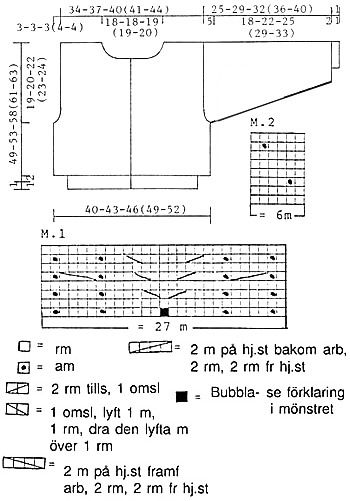 34-37-40(41-44)
25-29-32(36-40)
1
18-18-19
(19-20)
5
18-22-25
(29-33)
2
1
3-3-3(4-4)
49-53-58(61-63)
19-20-22
(23-24)
1
12
M.2
= 6m
40-43-46(49-52)
M.1
= 27 m
= rm
= am
= 2 rm tills, 1 omsl
= 1 omsl, lyft 1 m,
1 rm, dra den lyfta m
över 1 rm
= 2 m på hj.st framf
arb, 2 rm, 2 rm fr hj.st
= 2 m på hj.st bakom arb,
2 rm, 2 rm fr hj.st
= Bubbla- se förklaring
i mönstret